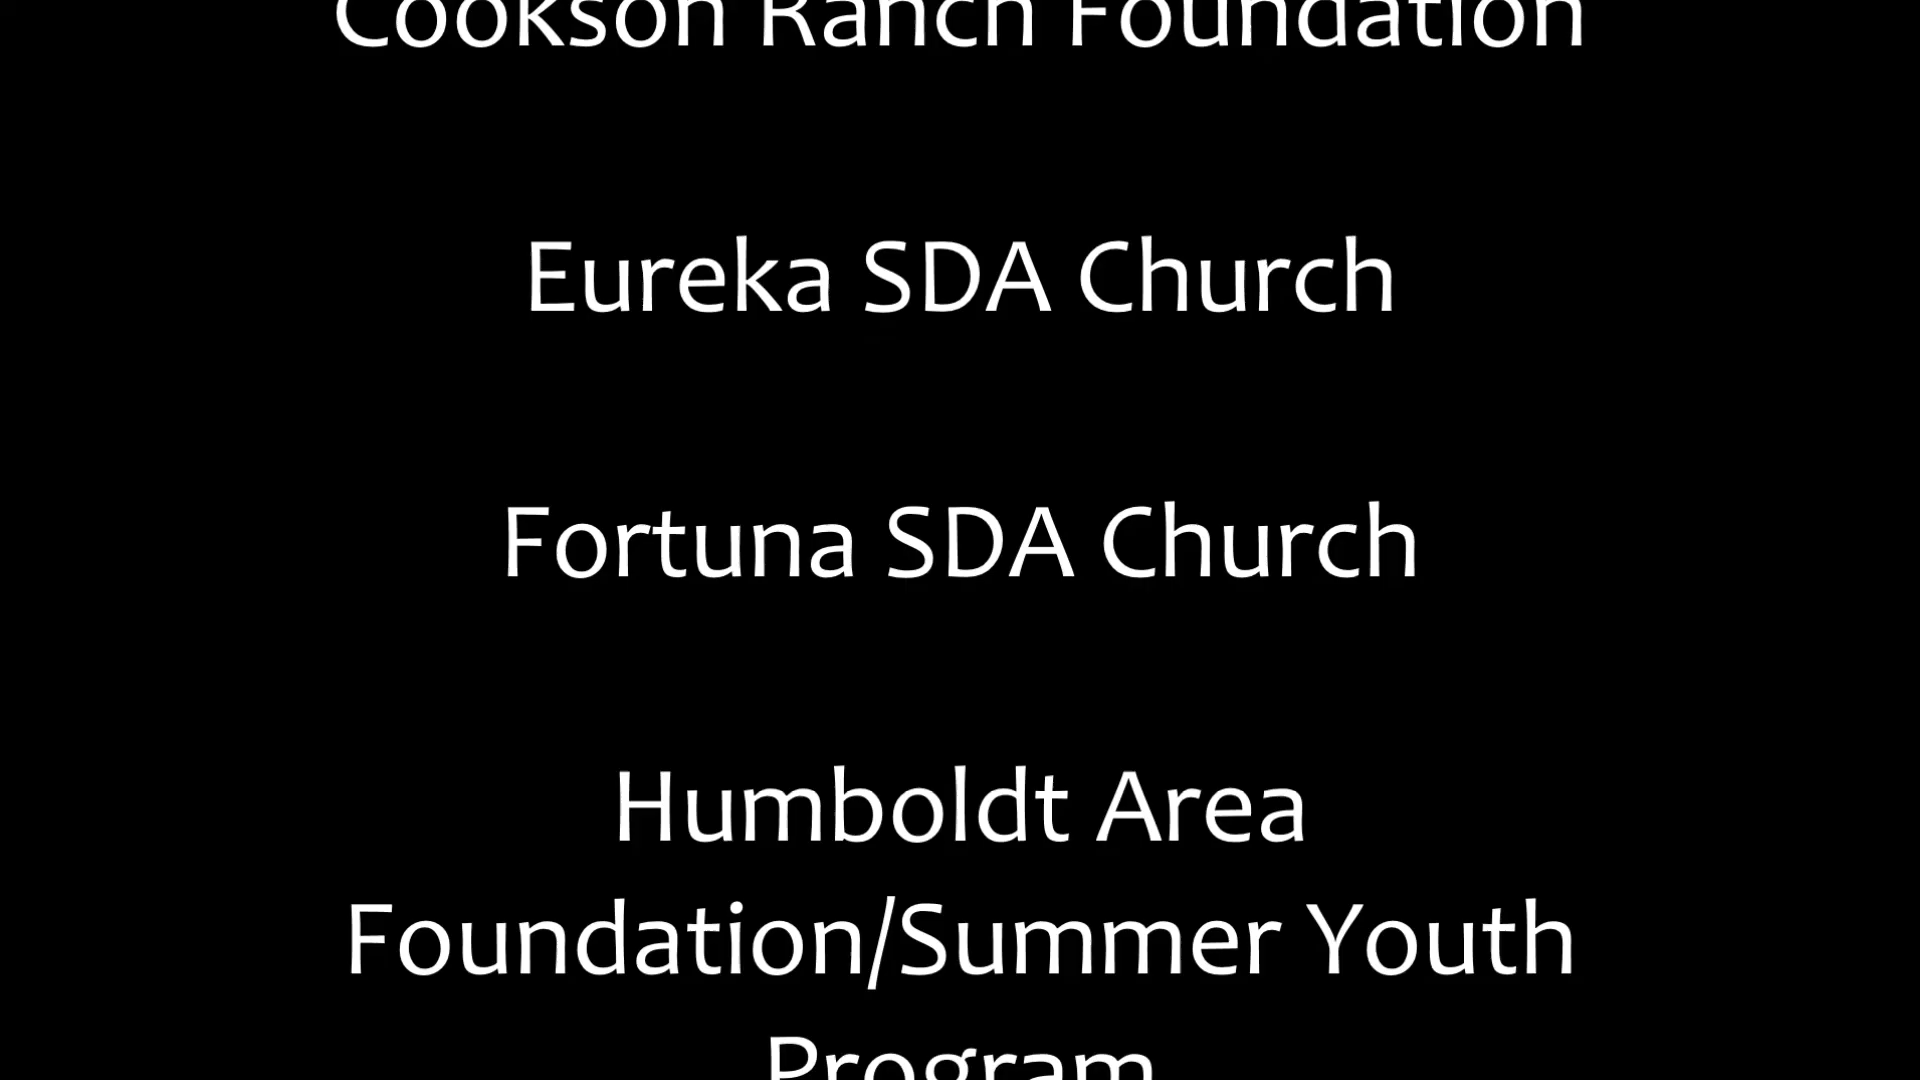 Cookson Ranch Foundation
Eureka SDA Church
Fortuna SDA Church
Humboldt Area
Foundation/Summer Youth
Program